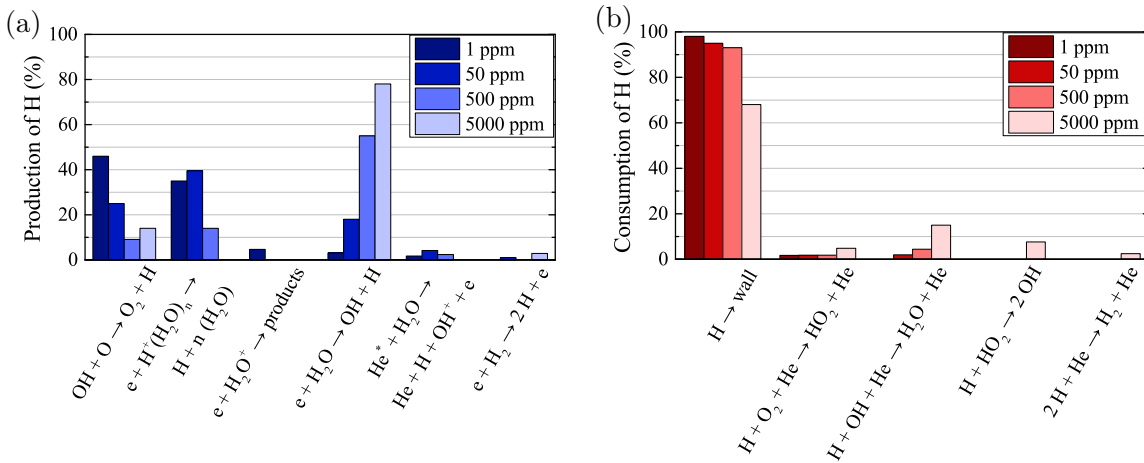 (a)
Production of H (%)
100
80
60
40
20
0
1 ppm
50 ppm
500 ppm
5000 ppm
OH + O → O₂ + H
e + H⁺(H₂O)ₙ →
H + n (H₂O)
e + H₂O⁺ → products
e + H₂O → OH + H
He* + H₂O →
He + H + OH⁺ + e
e + H₂ → 2 H + e
(b)
Consumption of H (%)
100
80
60
40
20
0
1 ppm
50 ppm
500 ppm
5000 ppm
H → wall
H + O₂ + He → HO₂ + He
H + OH + He → H₂O + He
H + HO₂ → 2 OH
2 H + He → H₂ + He